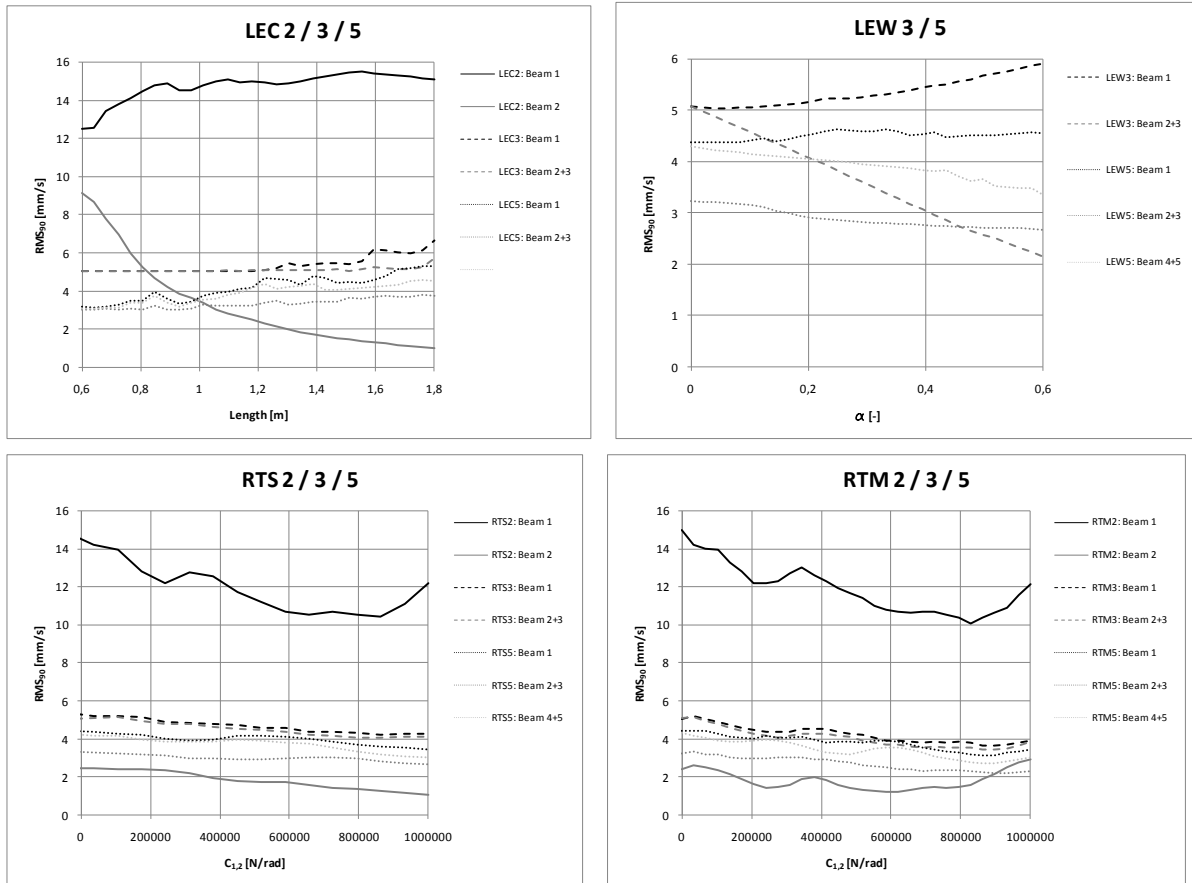 LEC 2 / 3 / 5
RMS90 [mm/s]
16
14
12
10
8
6
4
2
0
0,6
0,8
1
1,2
1,4
1,6
1,8
Length [m]
LEC2: Beam 1
LEC2: Beam 2
LEC3: Beam 1
LEC3: Beam 2+3
LEC5: Beam 1
LEC5: Beam 2+3
LEW 3 / 5
RMS90 [mm/s]
6
5
4
3
2
1
0
0
0,2
0,4
0,6
α [-]
LEW3: Beam 1
LEW3: Beam 2+3
LEW5: Beam 1
LEW5: Beam 2+3
LEW5: Beam 4+5
RTS 2 / 3 / 5
RMS90 [mm/s]
16
14
12
10
8
6
4
2
0
0
200000
400000
600000
800000
1000000
C1,2 [N/rad]
RTS2: Beam 1
RTS2: Beam 2
RTS3: Beam 1
RTS3: Beam 2+3
RTS5: Beam 1
RTS5: Beam 2+3
RTS5: Beam 4+5
RTM 2 / 3 / 5
RMS90 [mm/s]
16
14
12
10
8
6
4
2
0
0
200000
400000
600000
800000
1000000
C1,2 [N/rad]
RTM2: Beam 1
RTM2: Beam 2
RTM3: Beam 1
RTM3: Beam 2+3
RTM5: Beam 1
RTM5: Beam 2+3
RTM5: Beam 4+5